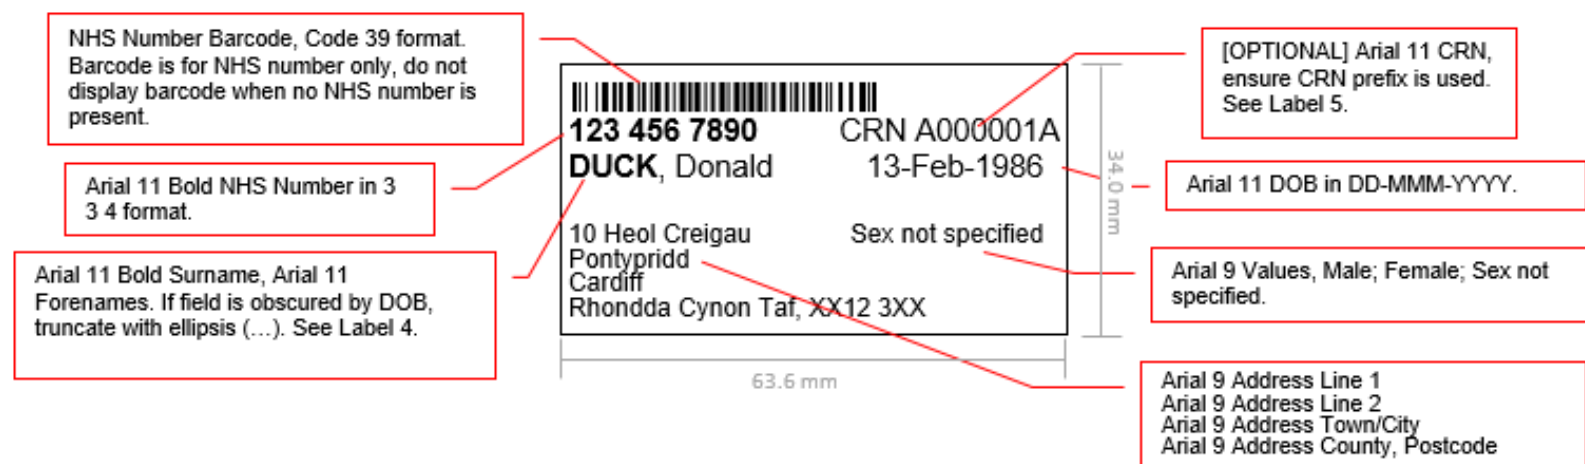 NHS Number Barcode, Code 39 format.
Barcode is for NHS number only, do not
display barcode when no NHS number is
present.
Arial 11 Bold NHS Number in 3
3 4 format.
Arial 11 Bold Surname, Arial 11
Forenames. If field is obscured by DOB,
truncate with ellipsis (…). See Label 4.
123 456 7890 CRN A000001A
DUCK, Donald 13-Feb-1986
10 Heol Creigau Sex not specified
Pontypridd
Cardiff
Rhondda Cynon Taf, XX12 3XX
63.6 mm
34.0 mm
[OPTIONAL] Arial 11 CRN,
ensure CRN prefix is used.
See Label 5.
Arial 11 DOB in DD-MMM-YYYY.
Arial 9 Values, Male; Female; Sex not
specified.
Arial 9 Address Line 1
Arial 9 Address Line 2
Arial 9 Address Town/City
Arial 9 Address County, Postcode